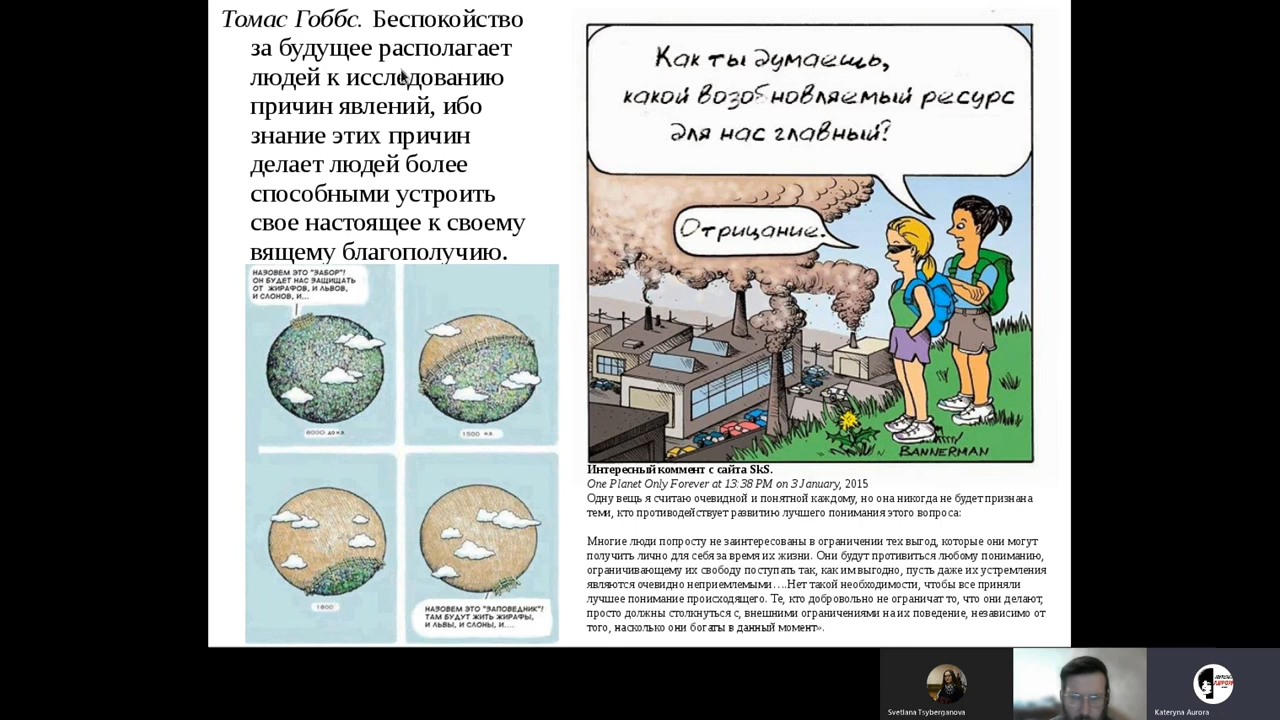 Томас Гоббс. Беспокойство
за будущее располагает
людей к исследованию
причин явлений, ибо
знание этих причин
делает людей более
способными устроить
свое настоящее к своему
вящему благополучию.
Как ты думаешь,
какой возобновляемый ресурс
для нас главный?
Отрицание.
BANNERMAN
НАЗОВЕМ ЭТО "ЗАБОР"!
ОН БУДЕТ НАС ЗАЩИЩАТЬ
ОТ ЖИРАФОВ, И ЛЬВОВ,
И СЛОНОВ, И...
6000 ДО Н.Э.
1500 Н.Э.
1800
НАЗОВЕМ ЭТО "ЗАПОВЕДНИК"!
ТАМ БУДУТ ЖИТЬ ЖИРАФЫ,
И ЛЬВЫ, И СЛОНЫ, И....
Интересный коммент с сайта SkS.
One Planet Only Forever at 13:38 PM on 3 January, 2015
Одну вещь я считаю очевидной и понятной каждому, но она никогда не будет признана
теми, кто противодействует развитию лучшего понимания этого вопроса:
Многие люди попросту не заинтересованы в ограничении тех выгод, которые они могут
получить лично для себя за время их жизни. Они будут противиться любому пониманию,
ограничивающему их свободу поступать так, как им выгодно, пусть даже их устремления
являются очевидно неприемлемыми….Нет такой необходимости, чтобы все приняли
лучшее понимание происходящего. Те, кто добровольно не ограничат то, что они делают,
просто должны столкнуться с, внешними ограничениями на их поведение, независимо от
того, насколько они богаты в данный момент».
Svetlana Tsyberganova
Kateryna Aurora